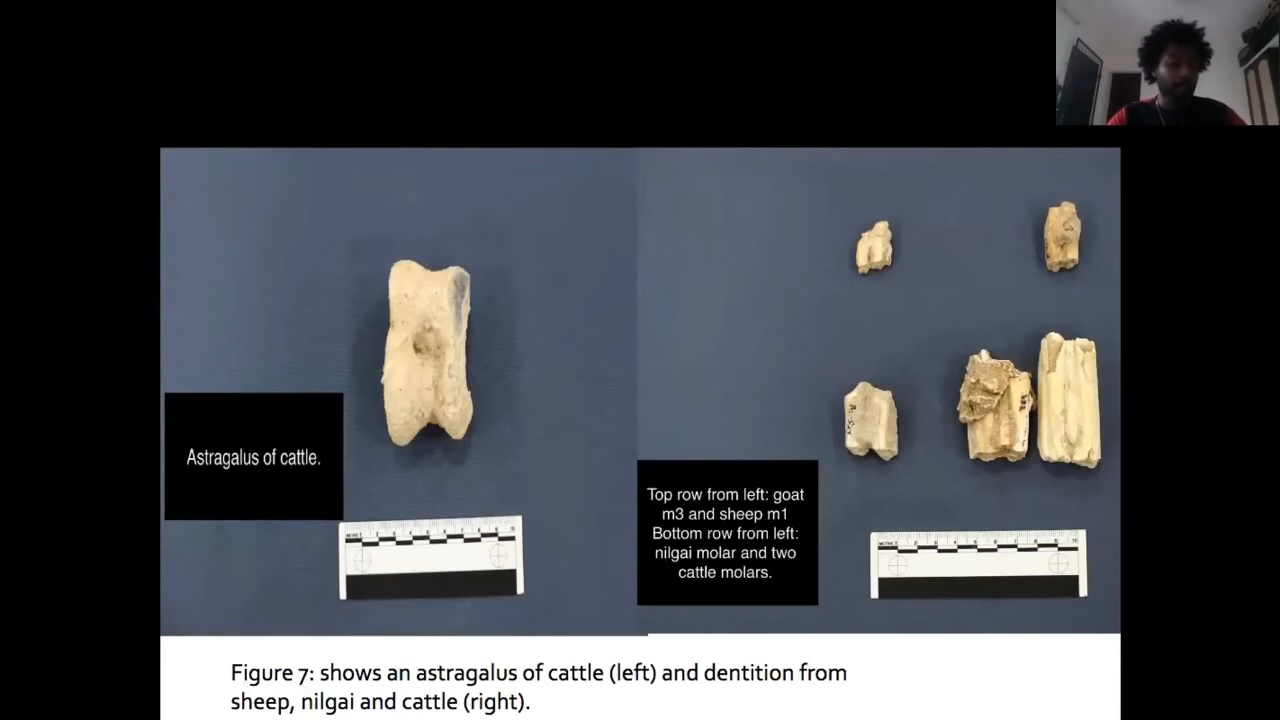 Astragalus of cattle.
Top row from left: goat
m3 and sheep m1
Bottom row from left:
nilgai molar and two
cattle molars.
Figure 7: shows an astragalus of cattle (left) and dentition from
sheep, nilgai and cattle (right).